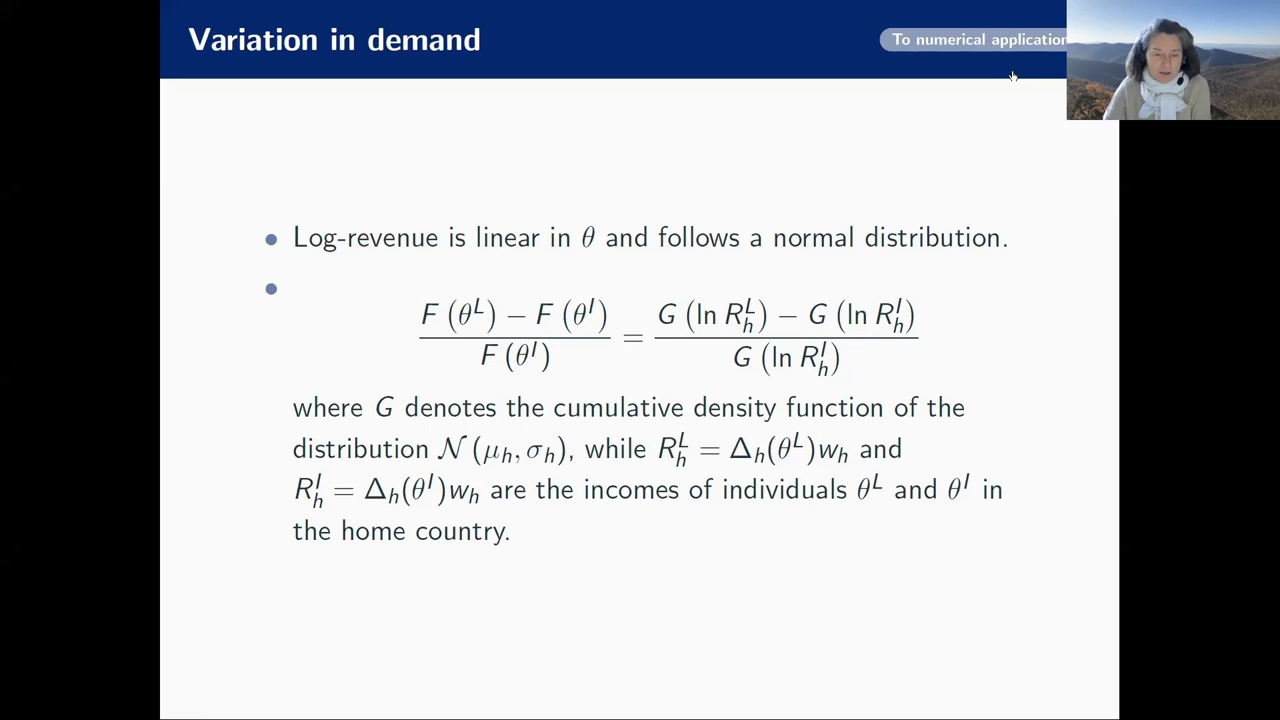 Variation in demand
To numerical application
• Log-revenue is linear in θ and follows a normal distribution.
•
F (θ^L) − F (θ^I) / F (θ^I) = G (ln R_h^L) − G (ln R_h^I) / G (ln R_h^I)
where G denotes the cumulative density function of the
distribution 𝒩 (μ_h, σ_h), while R_h^L = Δ_h(θ^L)w_h and
R_h^I = Δ_h(θ^I)w_h are the incomes of individuals θ^L and θ^I in
the home country.